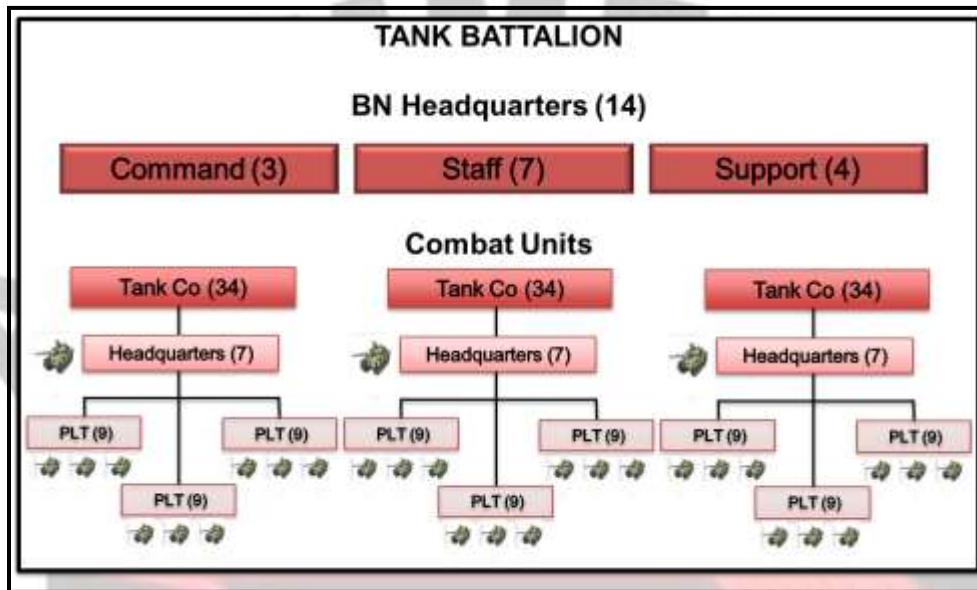 TANK BATTALION
BN Headquarters (14)
Command (3) Staff (7) Support (4)
Combat Units
Tank Co (34) Tank Co (34) Tank Co (34)
Headquarters (7) Headquarters (7) Headquarters (7)
PLT (9) PLT (9) PLT (9) PLT (9) PLT (9) PLT (9)
PLT (9) PLT (9) PLT (9)